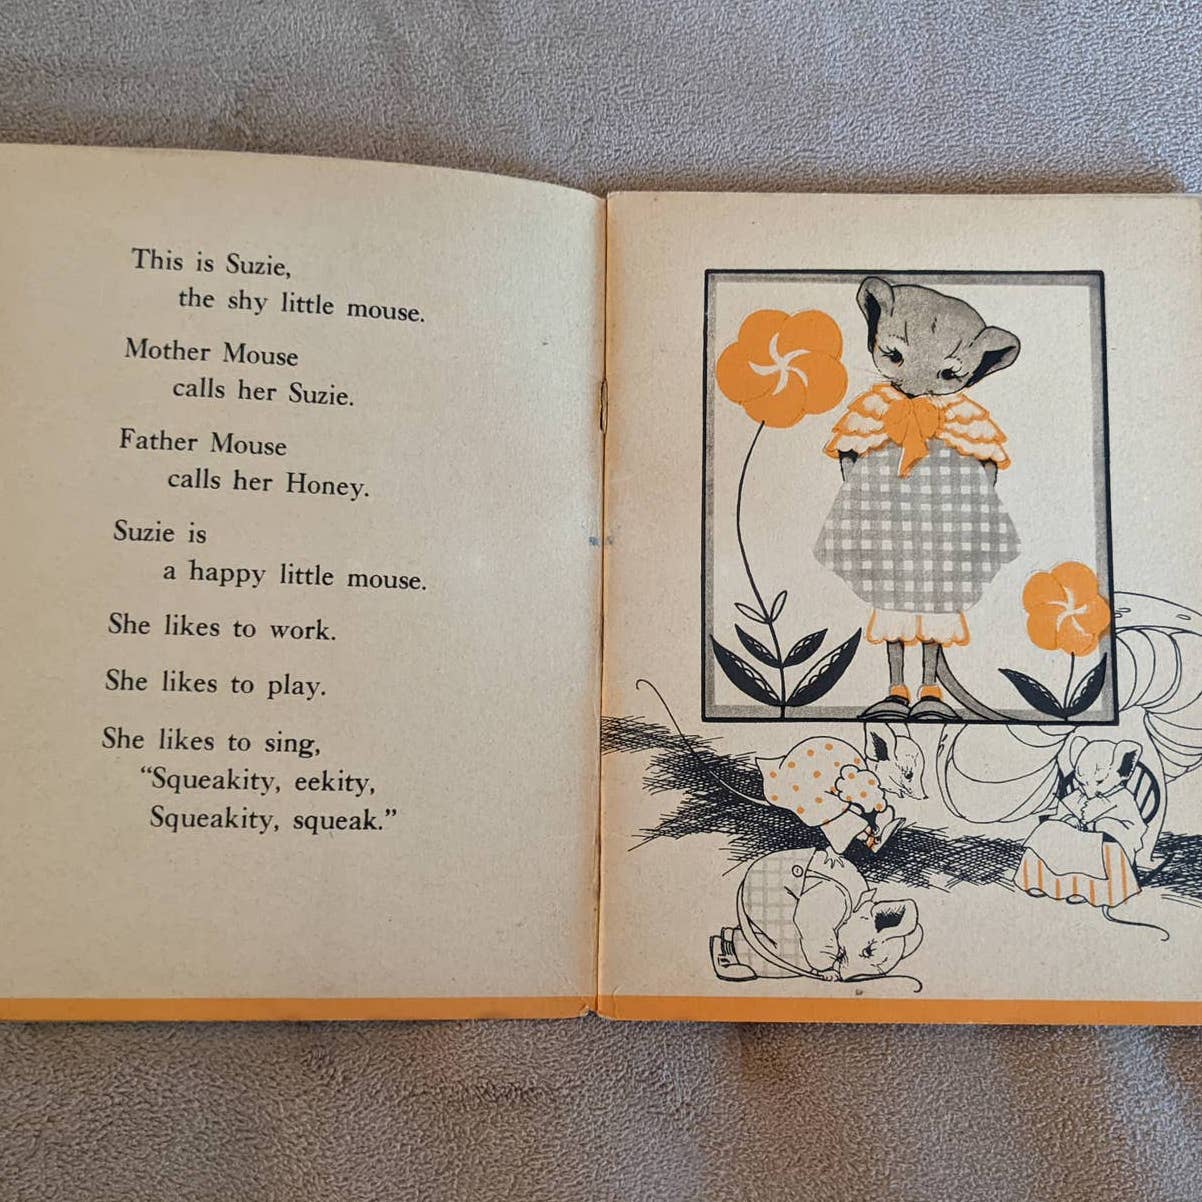 This is Suzie,
the shy little mouse.
Mother Mouse
calls her Suzie.
Father Mouse
calls her Honey.
Suzie is
a happy little mouse.
She likes to work.
She likes to play.
She likes to sing,
“Squeakity, eekity,
Squeakity, squeak.”